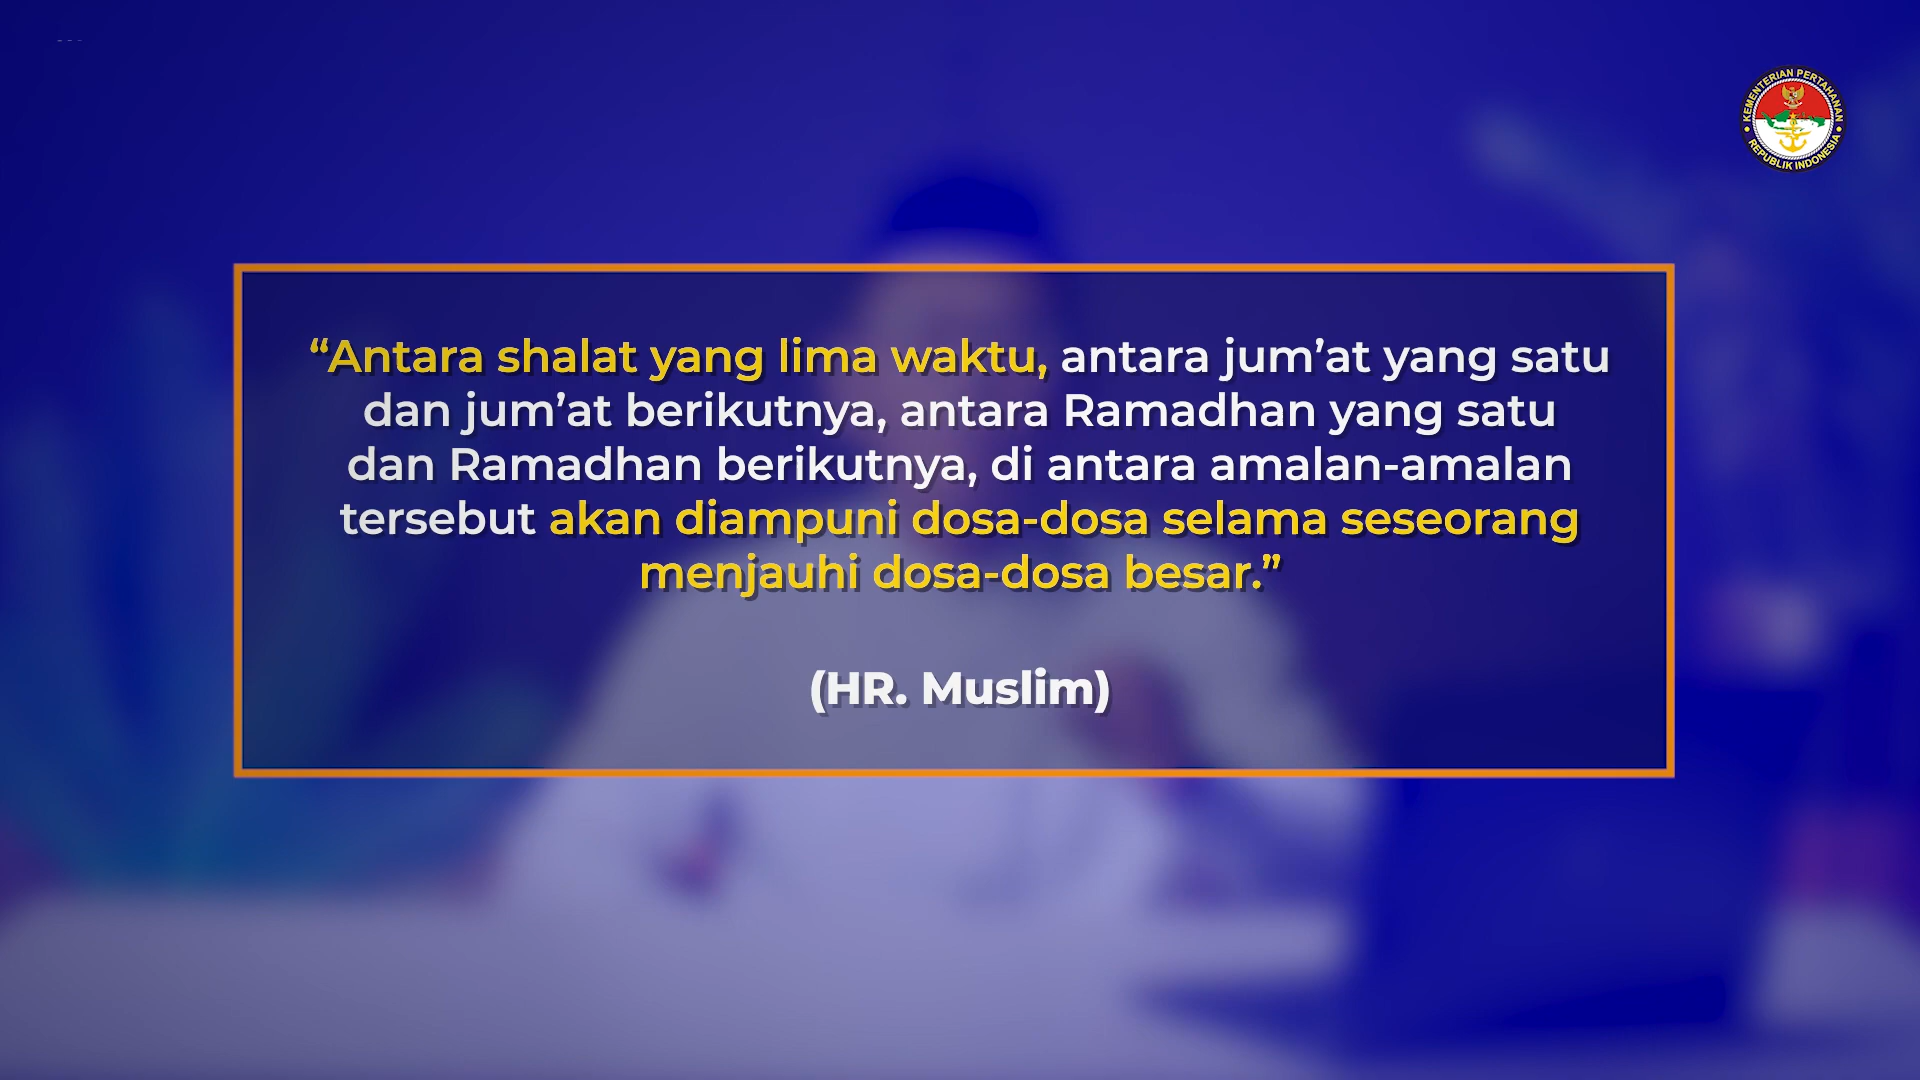 KEMENTERIAN PERTAHANAN
REPUBLIK INDONESIA
“Antara shalat yang lima waktu, antara jum’at yang satu
dan jum’at berikutnya, antara Ramadhan yang satu
dan Ramadhan berikutnya, di antara amalan-amalan
tersebut akan diampuni dosa-dosa selama seseorang
menjauhi dosa-dosa besar.”
(HR. Muslim)